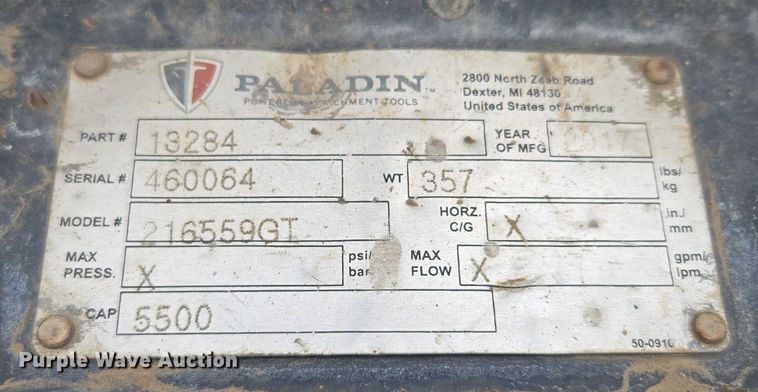 PALADIN™
POWERFUL ATTACHMENT TOOLS
2800 North Zeeb Road
Dexter, MI 48130
United States of America
PART # 13284
YEAR OF MFG 2017
SERIAL # 460064
WT 357 lbs/ kg
MODEL # 216559GT
HORZ. C/G X in./ mm
MAX PRESS. X psi/ bar
MAX FLOW X gpm/ lpm
CAP 5500
50-0910
Purple Wave Auction